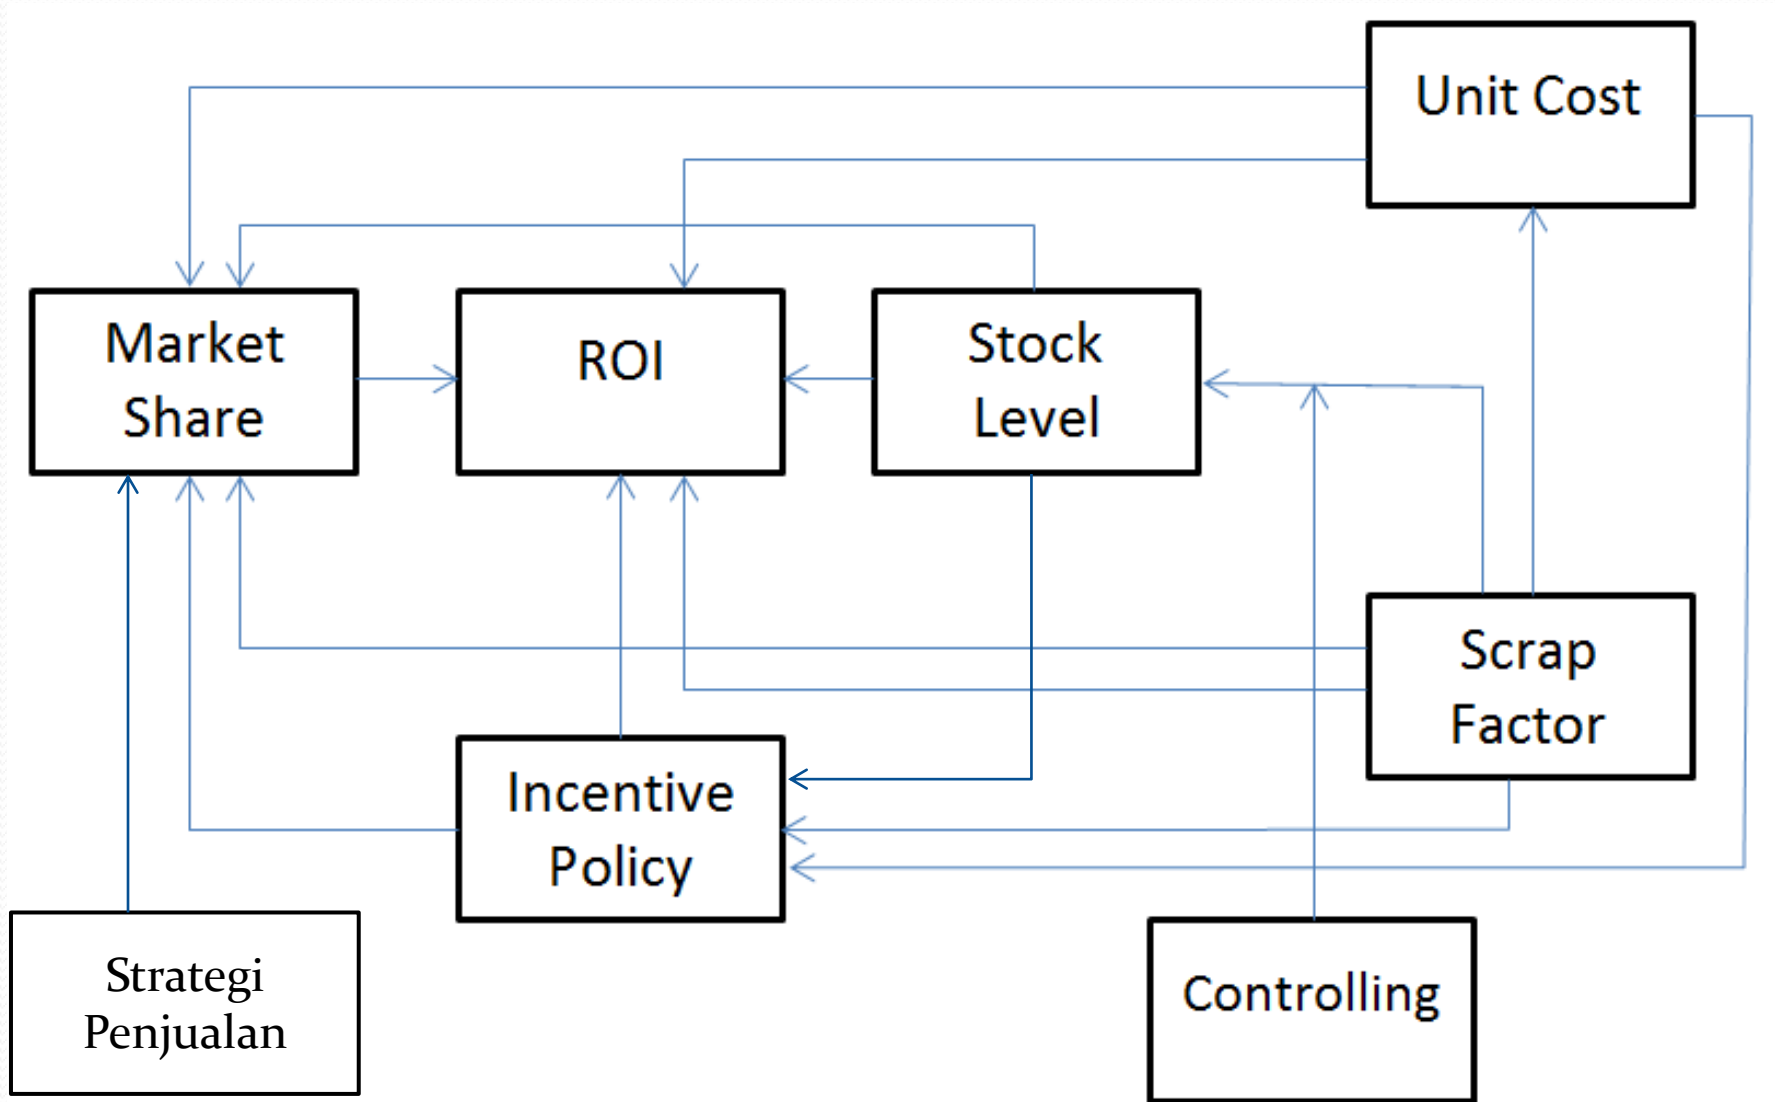 Unit Cost
Market
Share
ROI
Stock
Level
Scrap
Factor
Incentive
Policy
Strategi
Penjualan
Controlling